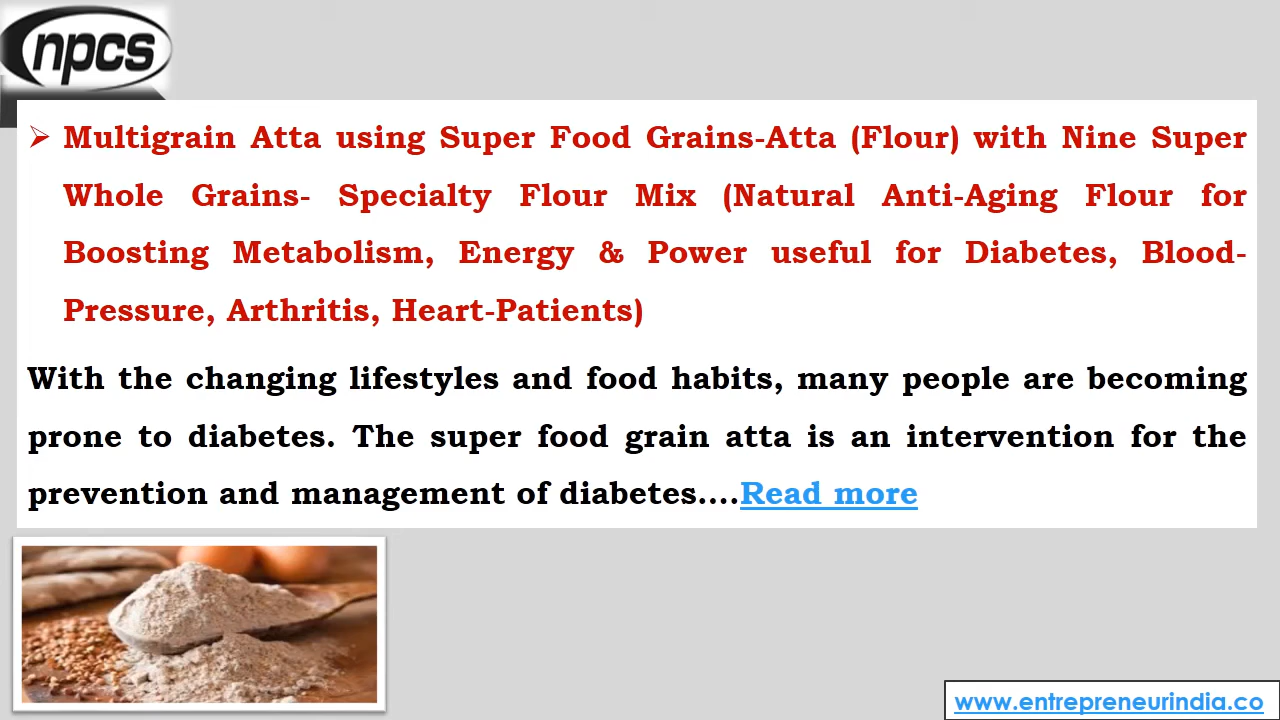 npcs
➢ Multigrain Atta using Super Food Grains-Atta (Flour) with Nine Super
Whole Grains- Specialty Flour Mix (Natural Anti-Aging Flour for
Boosting Metabolism, Energy & Power useful for Diabetes, Blood-
Pressure, Arthritis, Heart-Patients)
With the changing lifestyles and food habits, many people are becoming
prone to diabetes. The super food grain atta is an intervention for the
prevention and management of diabetes....Read more
www.entrepreneurindia.co